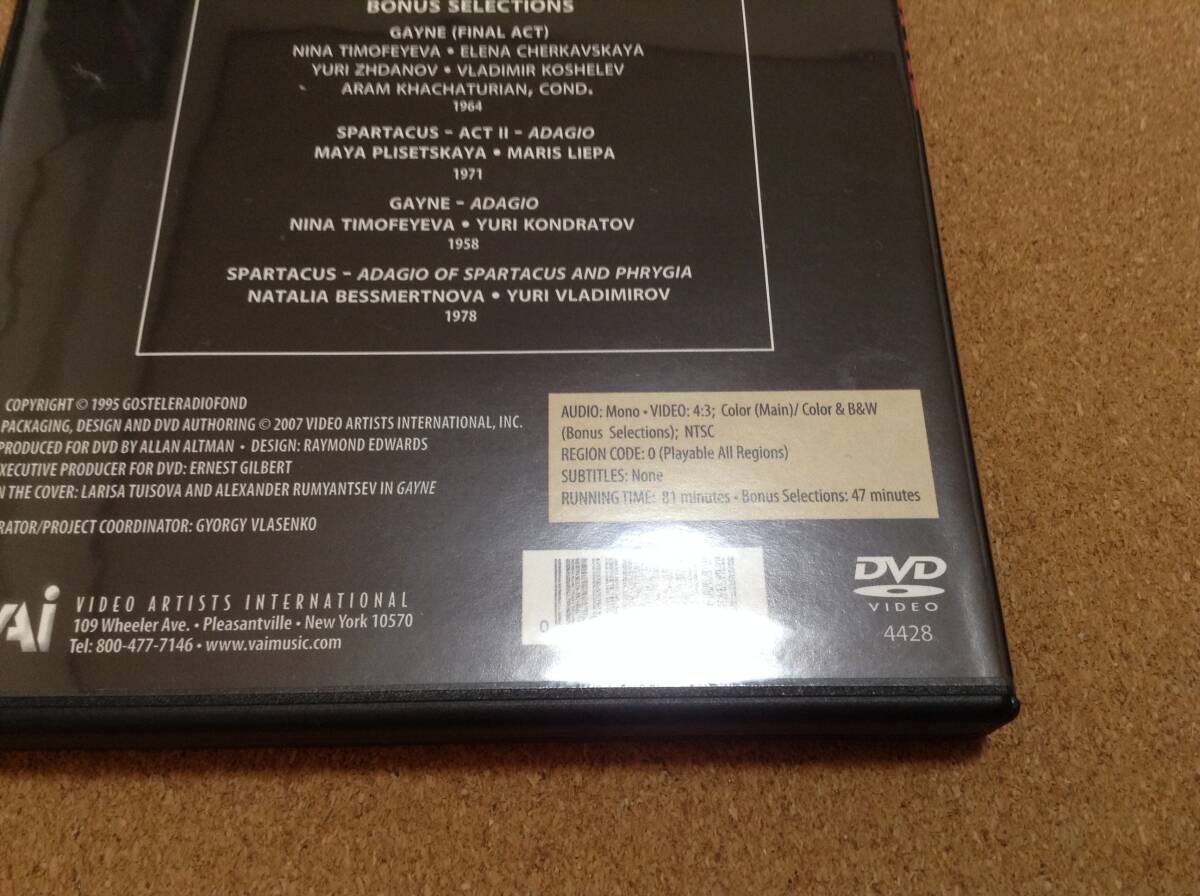 BONUS SELECTIONS
GAYNE (FINAL ACT)
NINA TIMOFEYEVA • ELENA CHERKAVSKAYA
YURI ZHDANOV • VLADIMIR KOSHELEV
ARAM KHACHATURIAN, COND.
1964
SPARTACUS – ACT II – ADAGIO
MAYA PLISETSKAYA • MARIS LIEPA
1971
GAYNE – ADAGIO
NINA TIMOFEYEVA • YURI KONDRATOV
1958
SPARTACUS – ADAGIO OF SPARTACUS AND PHRYGIA
NATALIA BESSMERTNOVA • YURI VLADIMIROV
1978
COPYRIGHT © 1995 GOSTELERADIOFOND
PACKAGING, DESIGN AND DVD AUTHORING © 2007 VIDEO ARTISTS INTERNATIONAL, INC.
PRODUCED FOR DVD BY ALLAN ALTMAN • DESIGN: RAYMOND EDWARDS
EXECUTIVE PRODUCER FOR DVD: ERNEST GILBERT
N THE COVER: LARISA TUISOVA AND ALEXANDER RUMYANTSEV IN GAYNE
RATOR/PROJECT COORDINATOR: GYORGY VLASENKO
AUDIO: Mono • VIDEO: 4:3; Color (Main)/ Color & B&W
(Bonus Selections); NTSC
REGION CODE: 0 (Playable All Regions)
SUBTITLES: None
RUNNING TIME: 81 minutes • Bonus Selections: 47 minutes
VAI
VIDEO ARTISTS INTERNATIONAL
109 Wheeler Ave. • Pleasantville • New York 10570
Tel: 800-477-7146 • www.vaimusic.com
0
DVD
VIDEO
4428